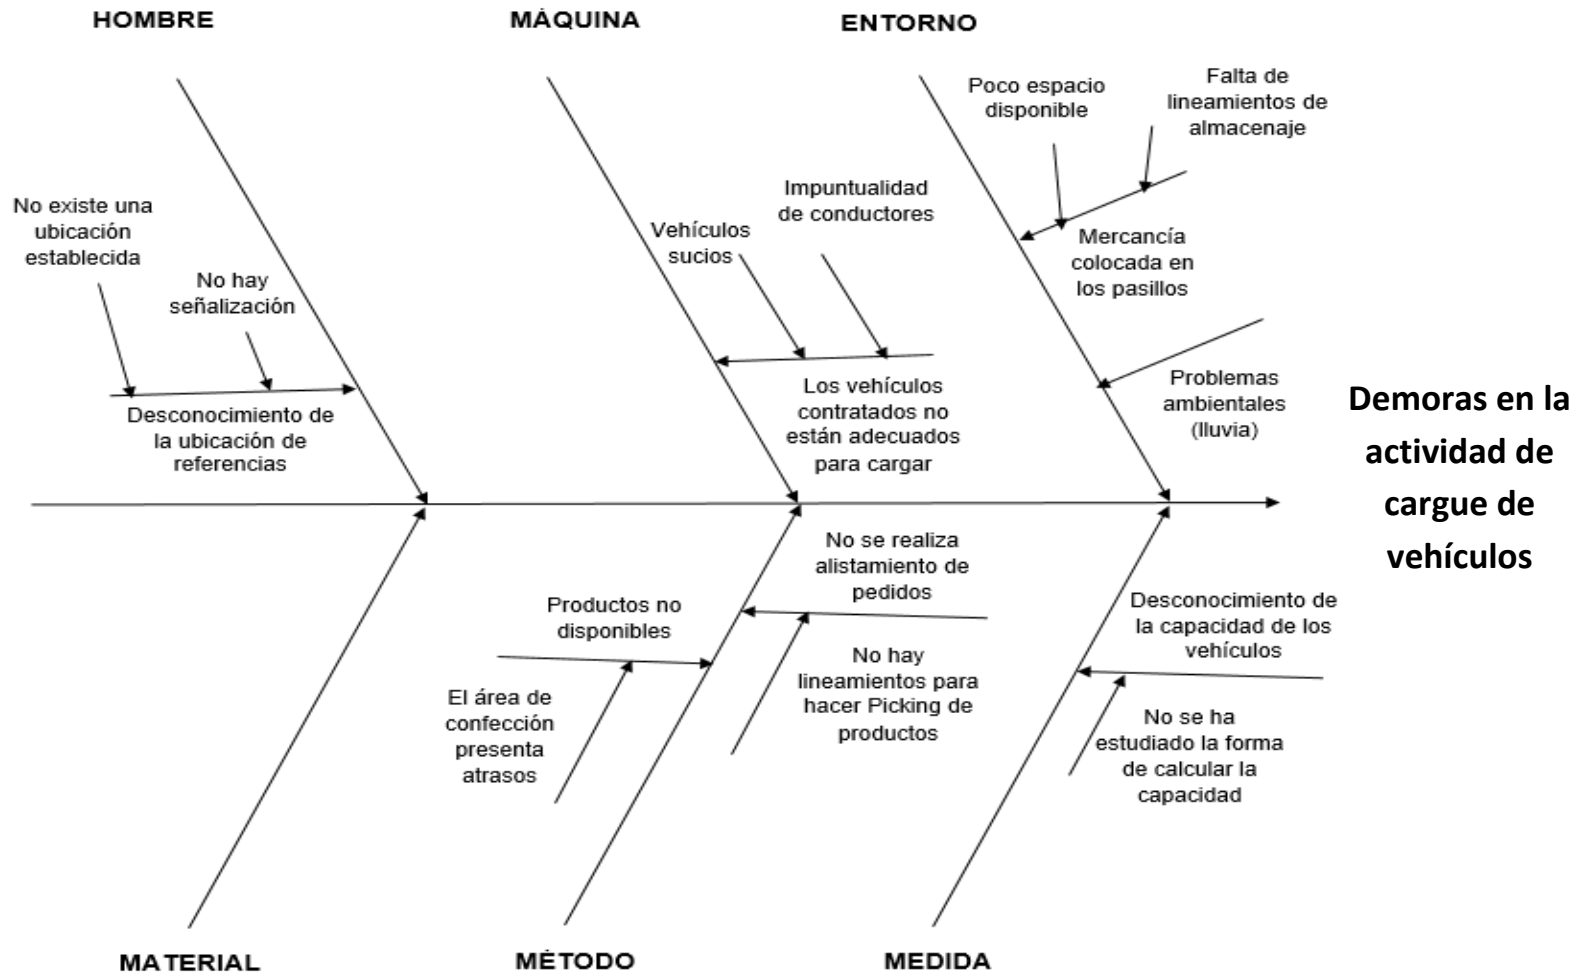 HOMBRE
MÁQUINA
ENTORNO
Poco espacio
disponible
Falta de
lineamientos de
almacenaje
No existe una
ubicación
establecida
No hay
señalización
Desconocimiento de
la ubicación de
referencias
Vehículos
sucios
Impuntualidad
de conductores
Los vehículos
contratados no
están adecuados
para cargar
Mercancía
colocada en
los pasillos
Problemas
ambientales
(lluvia)
Demoras en la
actividad de
cargue de
vehículos
Productos no
disponibles
El área de
confección
presenta
atrasos
No se realiza
alistamiento de
pedidos
No hay
lineamientos para
hacer Picking de
productos
Desconocimiento de
la capacidad de los
vehículos
No se ha
estudiado la forma
de calcular la
capacidad
MATERIAL
MÉTODO
MEDIDA